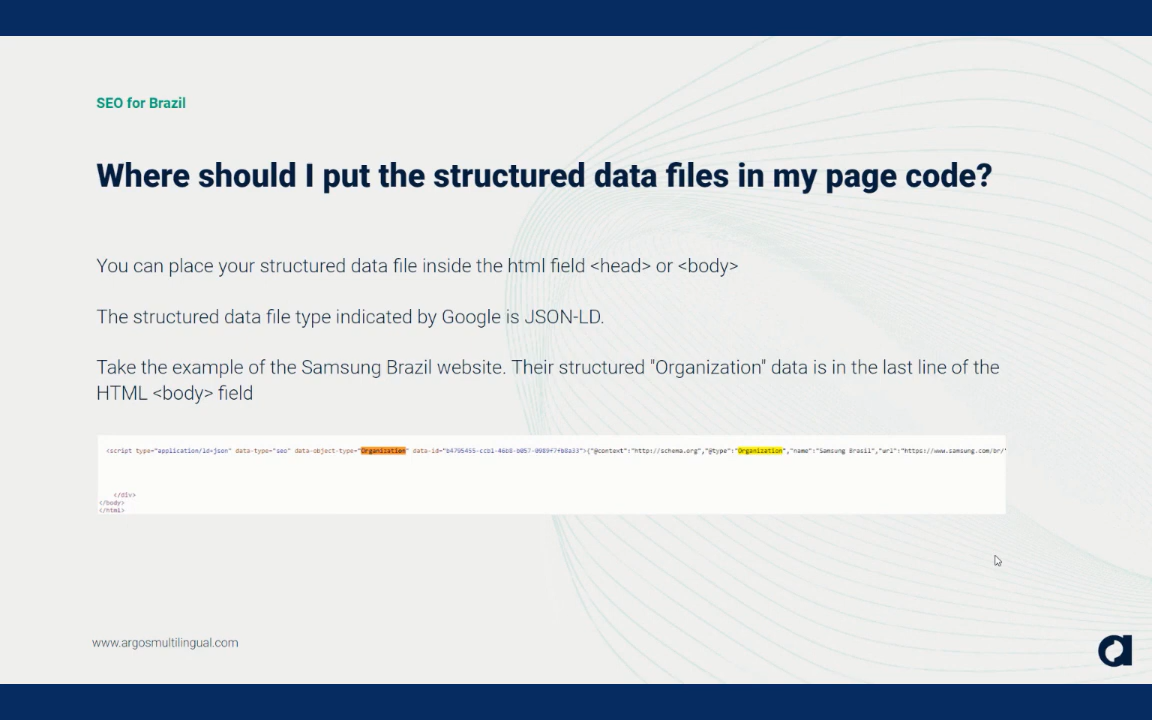 SEO for Brazil
Where should I put the structured data files in my page code?
You can place your structured data file inside the html field <head> or <body>
The structured data file type indicated by Google is JSON-LD.
Take the example of the Samsung Brazil website. Their structured "Organization" data is in the last line of the
HTML <body> field
<script type="application/ld+json" data-type="seo" data-object-type="Organization" data-id=
{"@context":"http://schema.org","@type":"Organization","name":"Samsung Brasil","url":"https://www.samsung.com/br/"
</div>
</body>
</html>
www.argosmultilingual.com